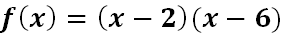 f(x) = (x − 2)(x − 6)